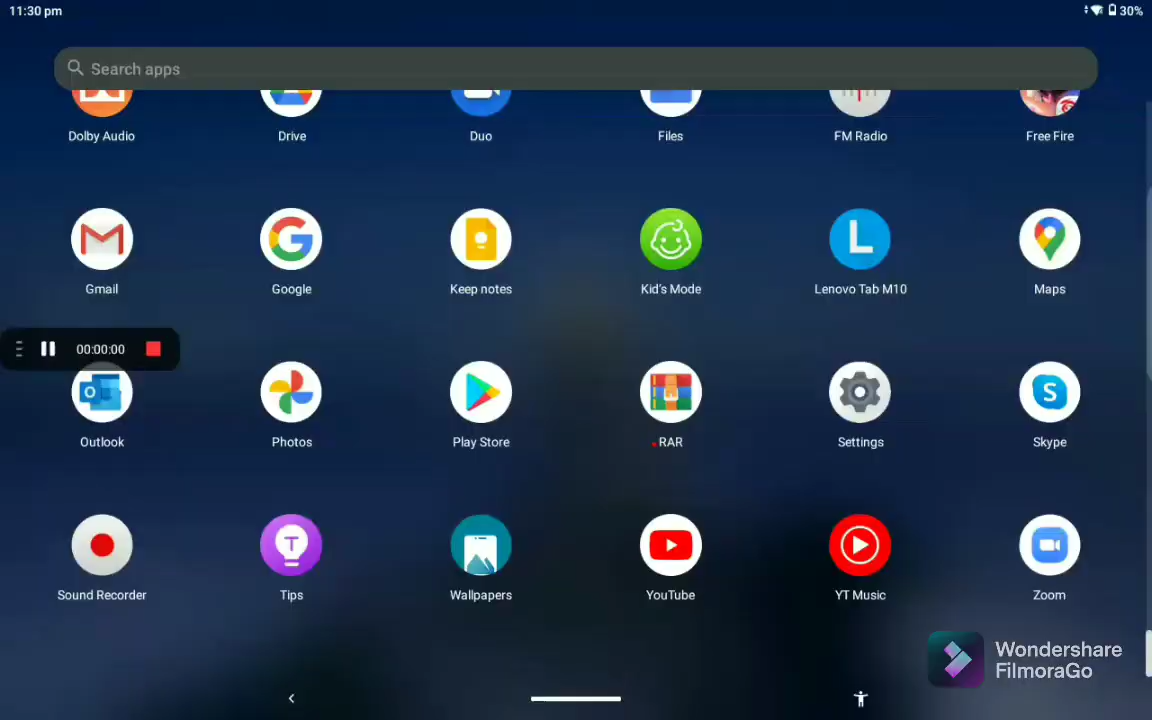 11:30 pm
30%
Search apps
Dolby Audio
Drive
Duo
Files
FM Radio
Free Fire
Gmail
Google
Keep notes
Kid's Mode
L
Lenovo Tab M10
Maps
00:00:00
Outlook
Photos
Play Store
RAR
Settings
Skype
Sound Recorder
Tips
Wallpapers
YouTube
YT Music
Zoom
Wondershare
FilmoraGo